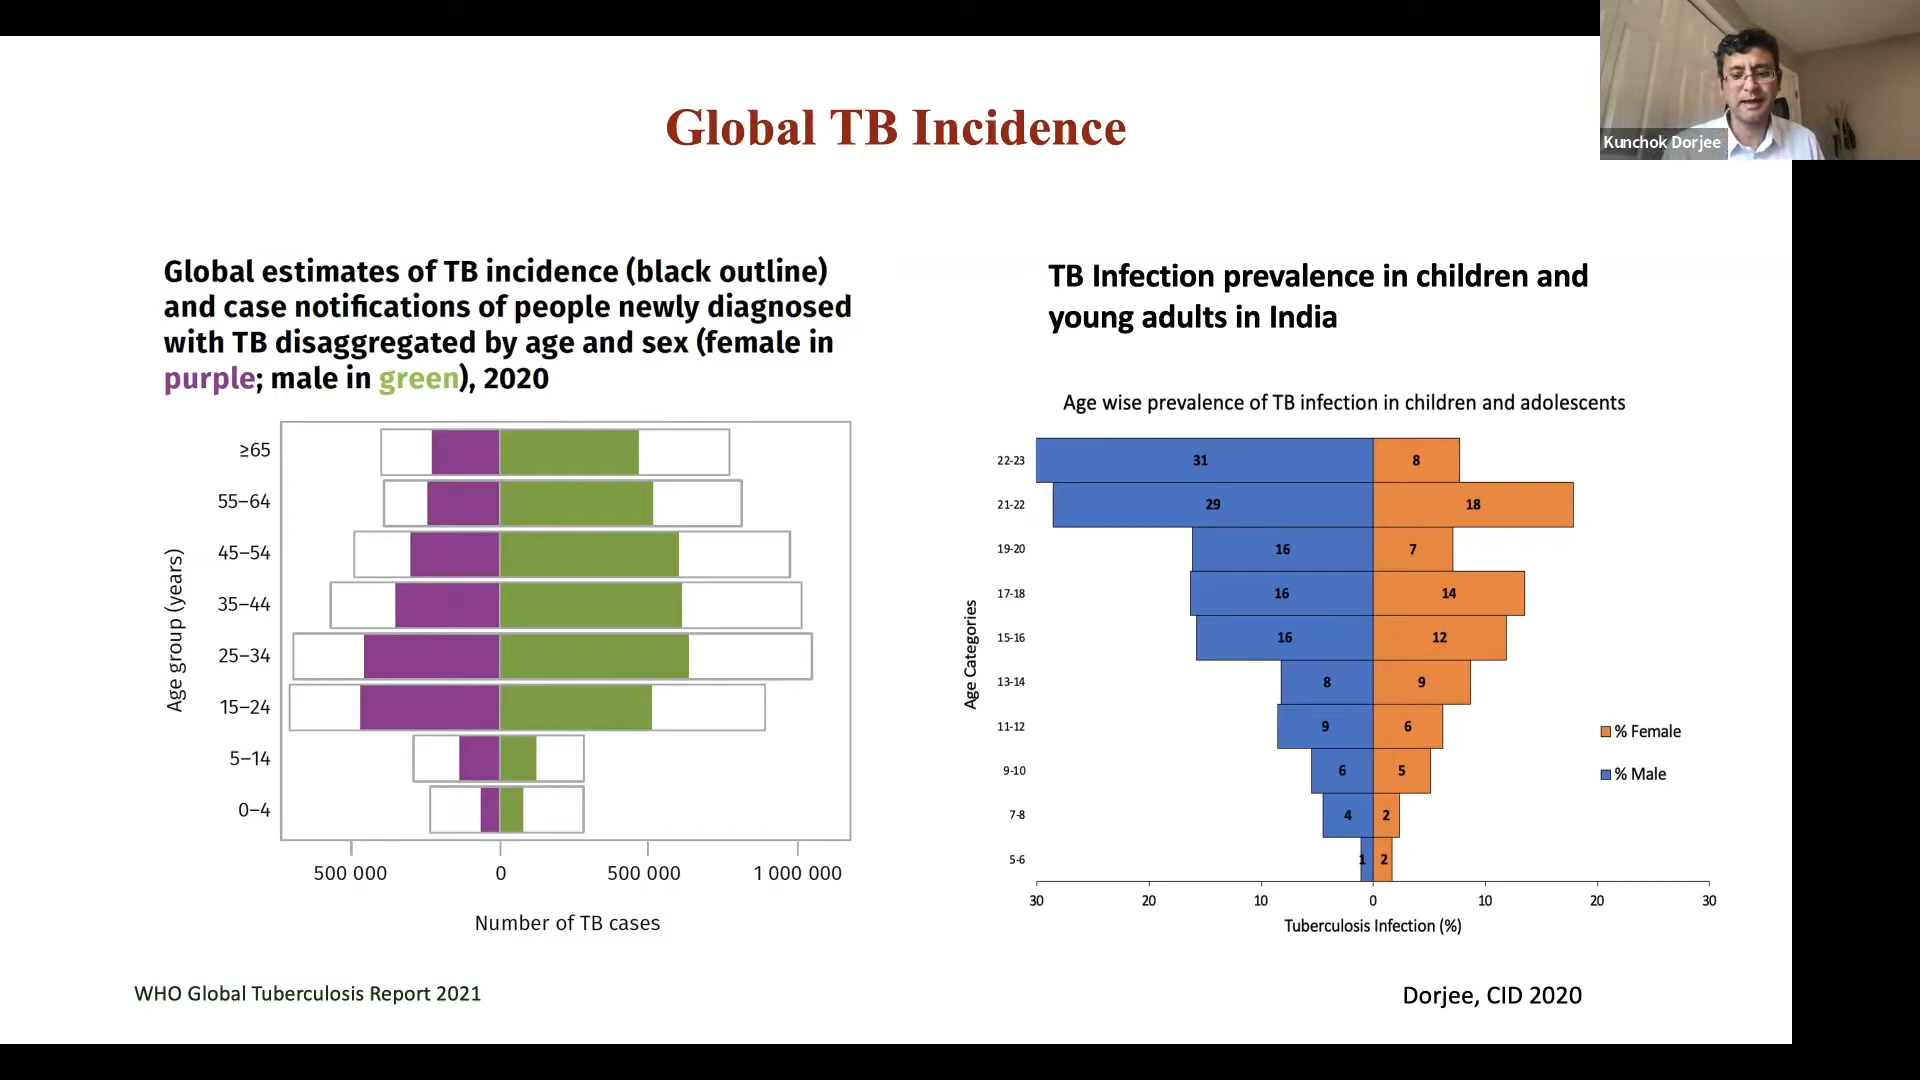 Global TB Incidence
Kunchok Dorjee
Global estimates of TB incidence (black outline)
and case notifications of people newly diagnosed
with TB disaggregated by age and sex (female in
purple; male in green), 2020
Age group (years)
≥65
55–64
45–54
35–44
25–34
15–24
5–14
0–4
500 000 0 500 000 1 000 000
Number of TB cases
WHO Global Tuberculosis Report 2021
TB Infection prevalence in children and
young adults in India
Age wise prevalence of TB infection in children and adolescents
Age Categories
22-23 31 8
21-22 29 18
19-20 16 7
17-18 16 14
15-16 16 12
13-14 8 9
11-12 9 6
9-10 6 5
7-8 4 2
5-6 1 2
% Female
% Male
30 20 10 0 10 20 30
Tuberculosis Infection (%)
Dorjee, CID 2020